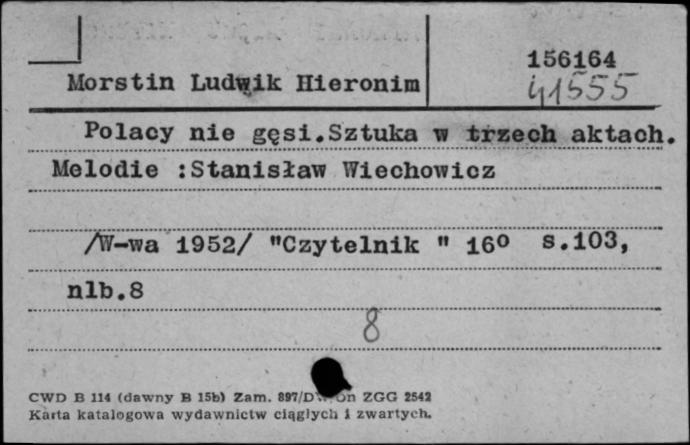 156164
Morstin Ludwik Hieronim
41555
Polacy nie gęsi.Sztuka w trzech aktach.
Melodie :Stanisław Wiechowicz
/W-wa 1952/ "Czytelnik " 16º s.103,
nlb.8
8
CWD B 114 (dawny B 15b) Zam. 897/D ZGG 2542
Karta katalogowa wydawnictw ciągłych i zwartych.